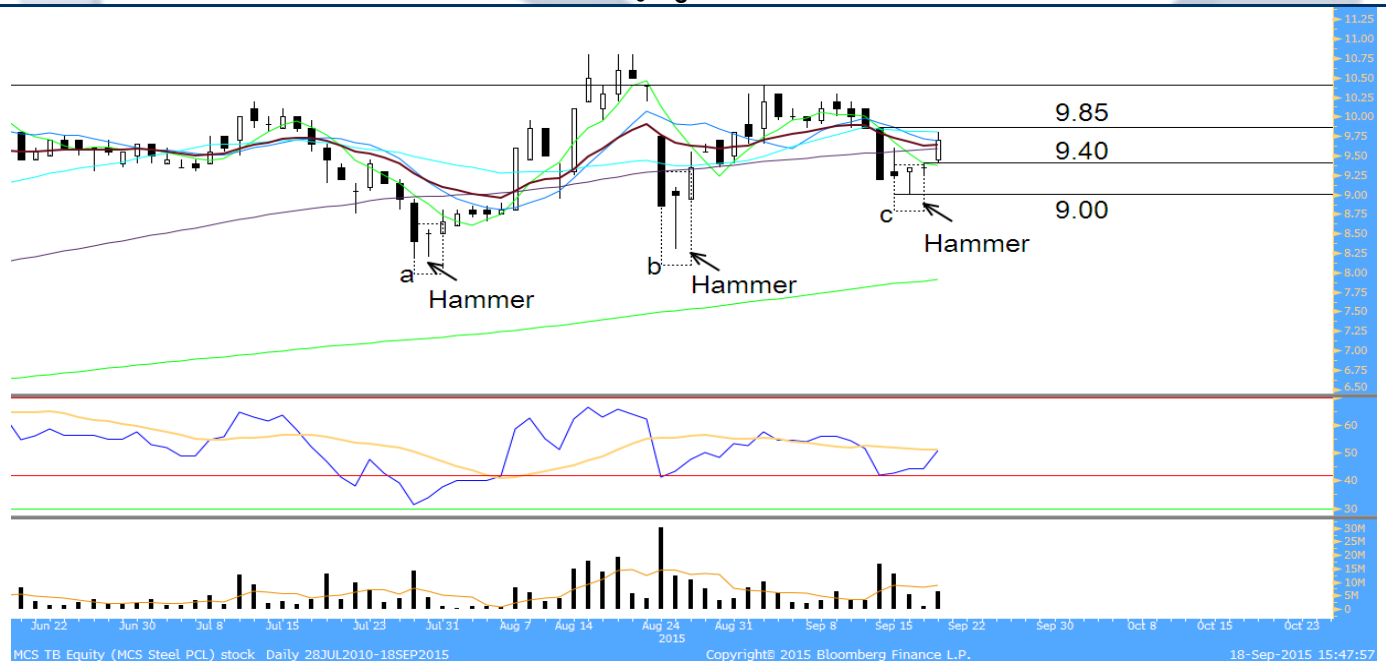 11.25
11.00
10.75
10.50
10.25
10.00
9.75
9.50
9.25
9.00
8.75
8.50
8.25
8.00
7.75
7.50
7.25
7.00
6.75
6.50
9.85
9.40
9.00
a
Hammer
b
Hammer
c
Hammer
60
50
40
30
30M
25M
20M
15M
10M
5M
0
Jun 22 Jun 30 Jul 8 Jul 15 Jul 23 Jul 31 Aug 7 Aug 14 Aug 24 Aug 31 Sep 8 Sep 15 Sep 22 Sep 30 Oct 8 Oct 15 Oct 23
2015
MCS TB Equity (MCS Steel PCL) stock Daily 28JUL2010-18SEP2015 Copyright© 2015 Bloomberg Finance L.P. 18-Sep-2015 15:47:57